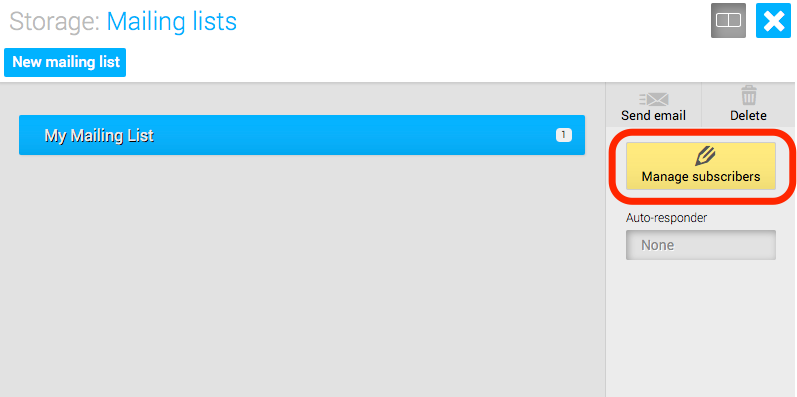 Storage: Mailing lists
New mailing list
My Mailing List 1
Send email Delete
Manage subscribers
Auto-responder
None